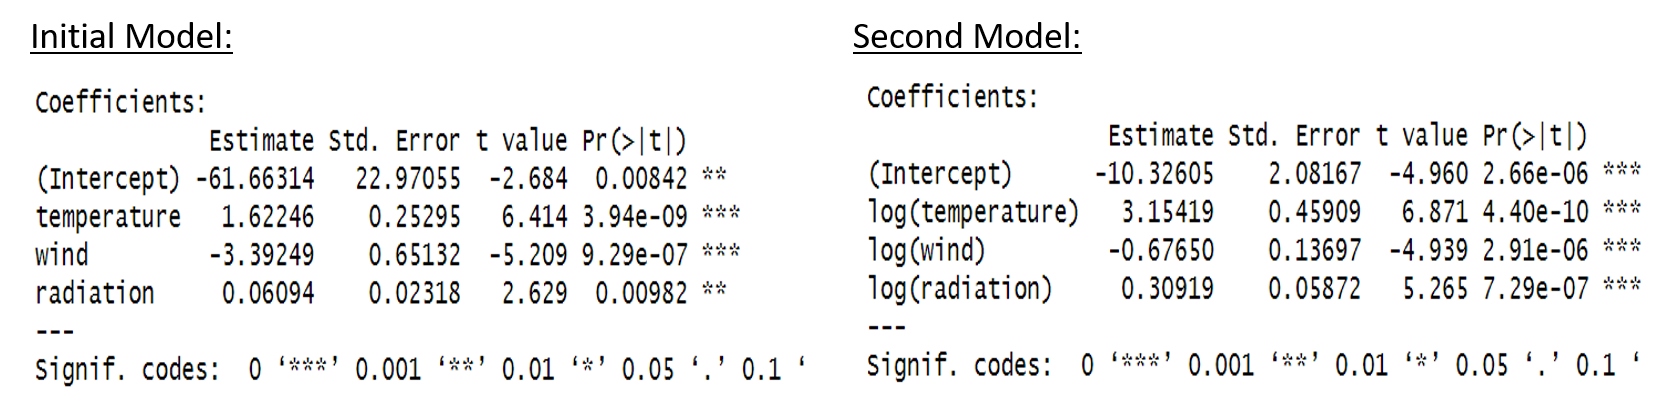 Initial Model:
Coefficients:
Estimate Std. Error t value Pr(>|t|)
(Intercept) -61.66314 22.97055 -2.684 0.00842 **
temperature 1.62246 0.25295 6.414 3.94e-09 ***
wind -3.39249 0.65132 -5.209 9.29e-07 ***
radiation 0.06094 0.02318 2.629 0.00982 **
---
Signif. codes: 0 ‘***’ 0.001 ‘**’ 0.01 ‘*’ 0.05 ‘.’ 0.1 ‘
Second Model:
Coefficients:
Estimate Std. Error t value Pr(>|t|)
(Intercept) -10.32605 2.08167 -4.960 2.66e-06 ***
log(temperature) 3.15419 0.45909 6.871 4.40e-10 ***
log(wind) -0.67650 0.13697 -4.939 2.91e-06 ***
log(radiation) 0.30919 0.05872 5.265 7.29e-07 ***
---
Signif. codes: 0 ‘***’ 0.001 ‘**’ 0.01 ‘*’ 0.05 ‘.’ 0.1 ‘